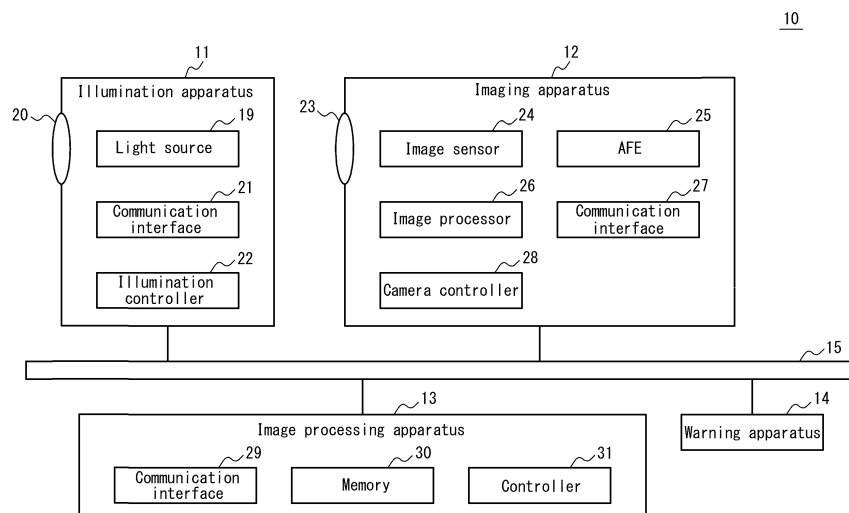 10
11
12
Illumination apparatus
Imaging apparatus
20
19
23
24
25
Light source
Image sensor
AFE
21
26
27
Communication
interface
Image processor
Communication
interface
22
28
Illumination
controller
Camera controller
15
13
14
Image processing apparatus
Warning apparatus
29
30
31
Communication
interface
Memory
Controller